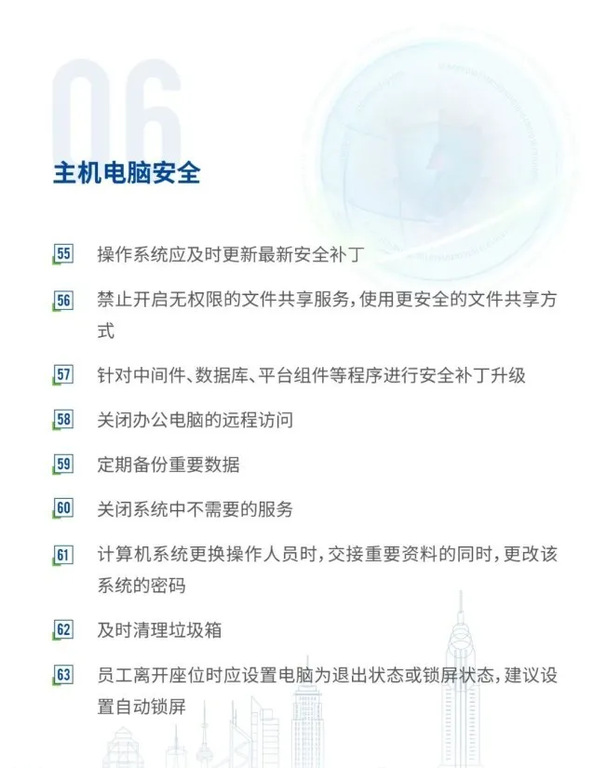 06
主机电脑安全
55 操作系统应及时更新最新安全补丁
56 禁止开启无权限的文件共享服务，使用更安全的文件共享方
式
57 针对中间件、数据库、平台组件等程序进行安全补丁升级
58 关闭办公电脑的远程访问
59 定期备份重要数据
60 关闭系统中不需要的服务
61 计算机系统更换操作人员时，交接重要资料的同时，更改该
系统的密码
62 及时清理垃圾箱
63 员工离开座位时应设置电脑为退出状态或锁屏状态，建议设
置自动锁屏